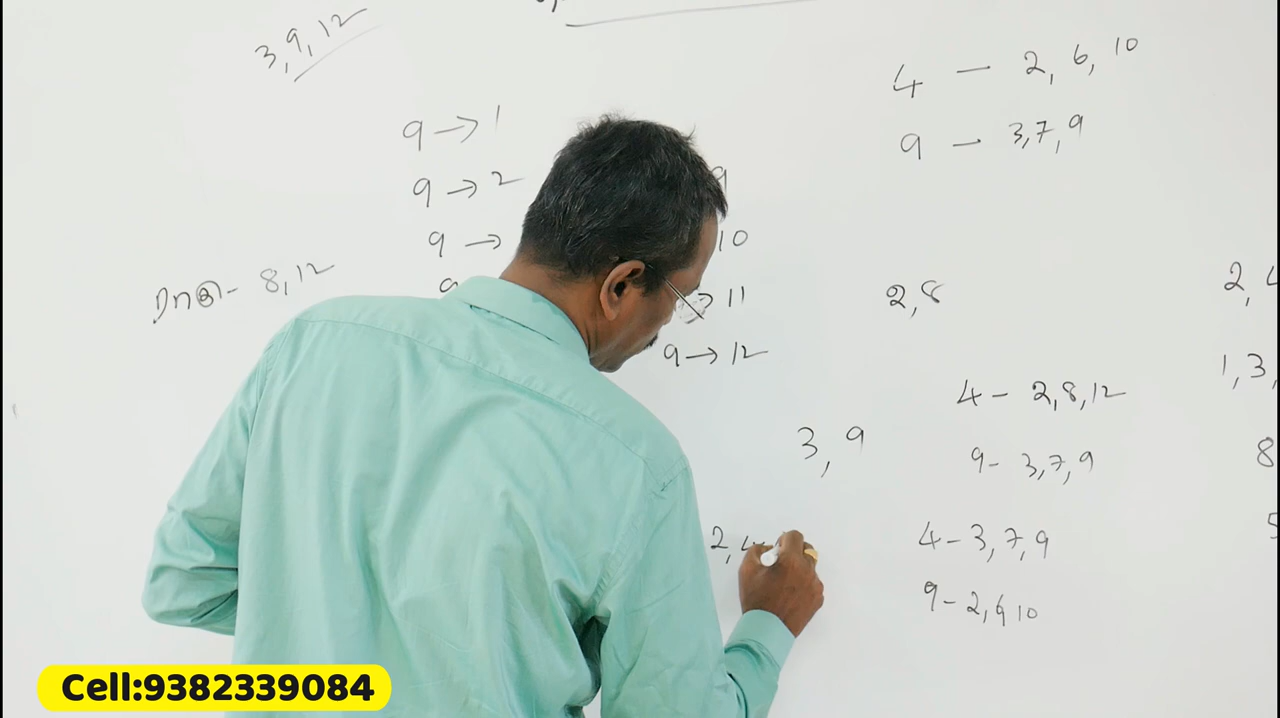 3,9,12
9 → 1
9 → 2
9 →
9
9
10
→ 11
9 → 12
8,12
4 — 2, 6, 10
9 — 3,7,9
2,8
4 - 2,8,12
9 - 3,7,9
3, 9
4 - 3,7,9
9 - 2,6,10
2,4
2,
1,3,
8
5
Cell:9382339084